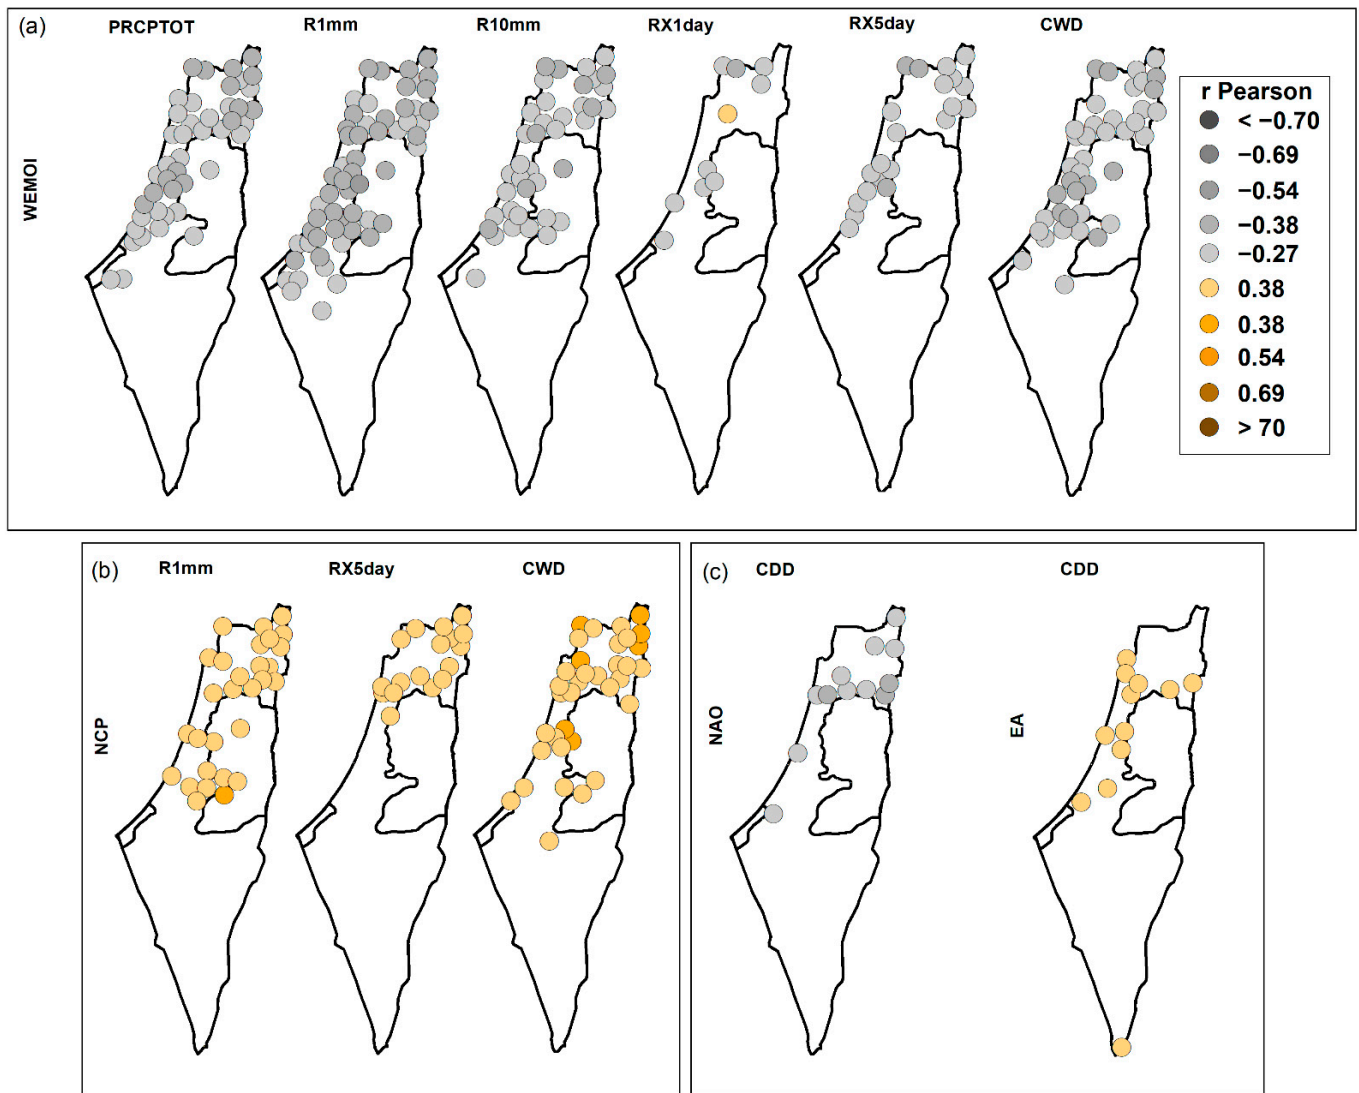 (a)
PRCPTOT
R1mm
R10mm
RX1day
RX5day
CWD
WEMOI
r Pearson
< −0.70
−0.69
−0.54
−0.38
−0.27
0.38
0.38
0.54
0.69
> 70
(b)
R1mm
RX5day
CWD
NCP
(c)
CDD
CDD
NAO
EA